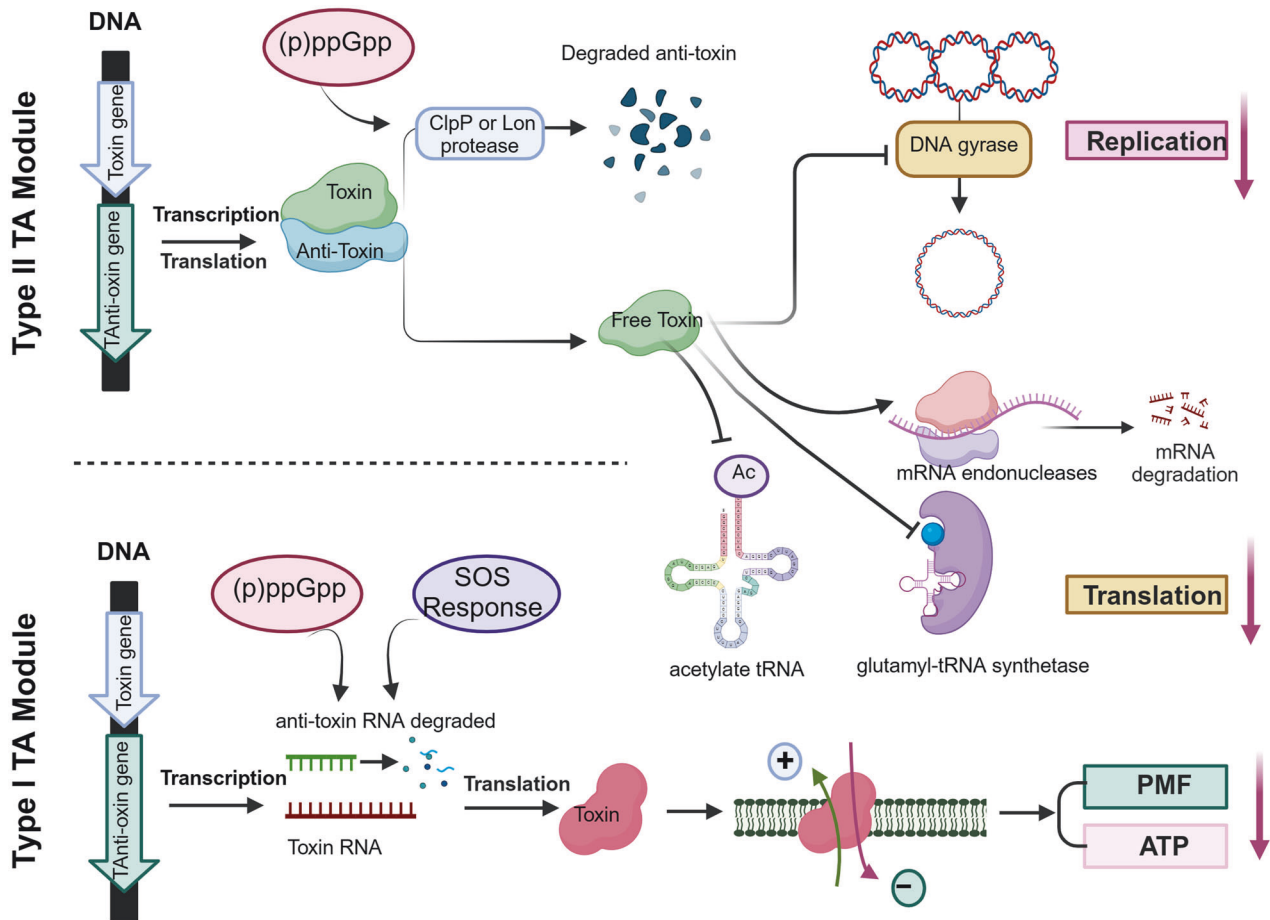 Type II TA Module
DNA
Toxin gene
TAnti-oxin gene
Transcription
Translation
(p)ppGpp
ClpP or Lon
protease
Toxin
Anti-Toxin
Degraded anti-toxin
Free Toxin
DNA gyrase
Replication
mRNA endonucleases
mRNA
degradation
Ac
acetylate tRNA
glutamyl-tRNA synthetase
Translation
Type I TA Module
DNA
Toxin gene
TAnti-oxin gene
Transcription
(p)ppGpp
SOS
Response
anti-toxin RNA degraded
Toxin RNA
Translation
Toxin
+
−
PMF
ATP